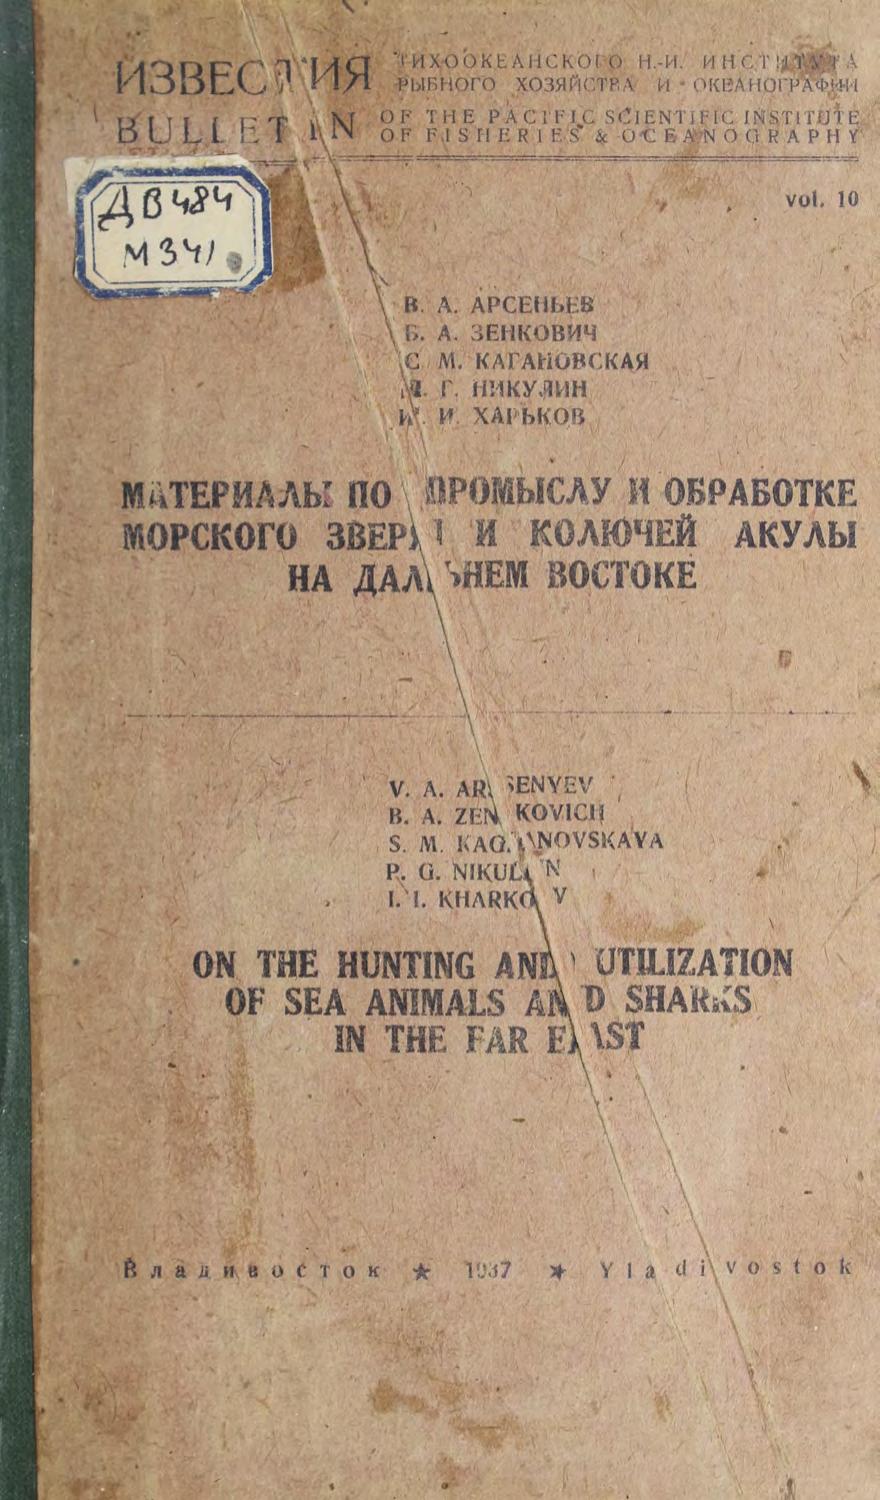 ИЗВЕСТИЯ ТИХООКЕАНСКОГО Н.-И. ИНСТИТУТА
РЫБНОГО ХОЗЯЙСТВА И ОКЕАНОГРАФИИ
BULLETIN OF THE PACIFIC SCIENTIFIC INSTITUTE
OF FISHERIES & OCEANOGRAPHY
ДВ484
М341
vol. 10
В. А. АРСЕНЬЕВ
Б. А. ЗЕНКОВИЧ
С. М. КАГАНОВСКАЯ
П. Г. НИКУЛИН
И. И. ХАРЬКОВ
МАТЕРИАЛЫ ПО ПРОМЫСЛУ И ОБРАБОТКЕ
МОРСКОГО ЗВЕРЯ И КОЛЮЧЕЙ АКУЛЫ
НА ДАЛЬНЕМ ВОСТОКЕ
V. A. ARSENYEV
B. A. ZENKOVICH
S. M. KAGANOVSKAYA
P. G. NIKULIN
I. I. KHARKOV
ON THE HUNTING AND UTILIZATION
OF SEA ANIMALS AND SHARKS
IN THE FAR EAST
Владивосток ★ 1937 ★ Vladivostok